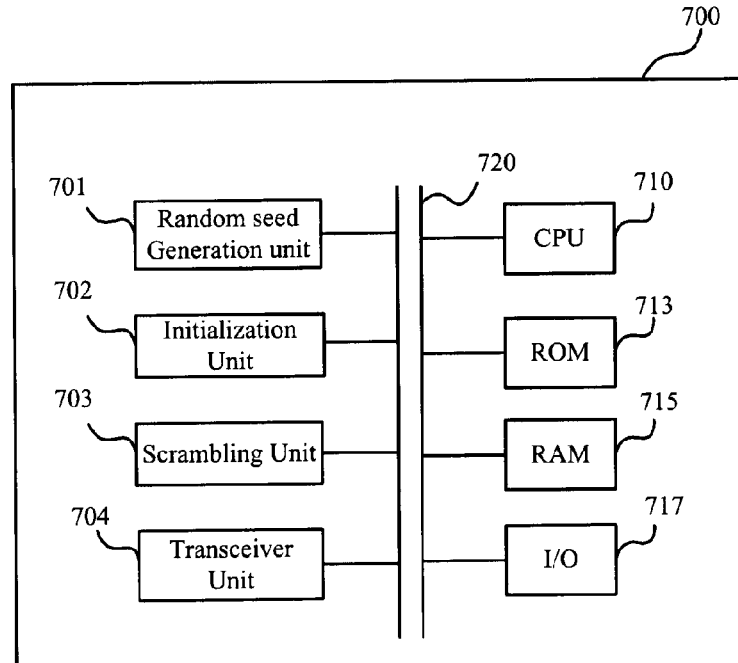 700
720
701
710
Random seed
Generation unit
CPU
702
713
Initialization
Unit
ROM
703
715
Scrambling Unit
RAM
704
717
Transceiver
Unit
I/O